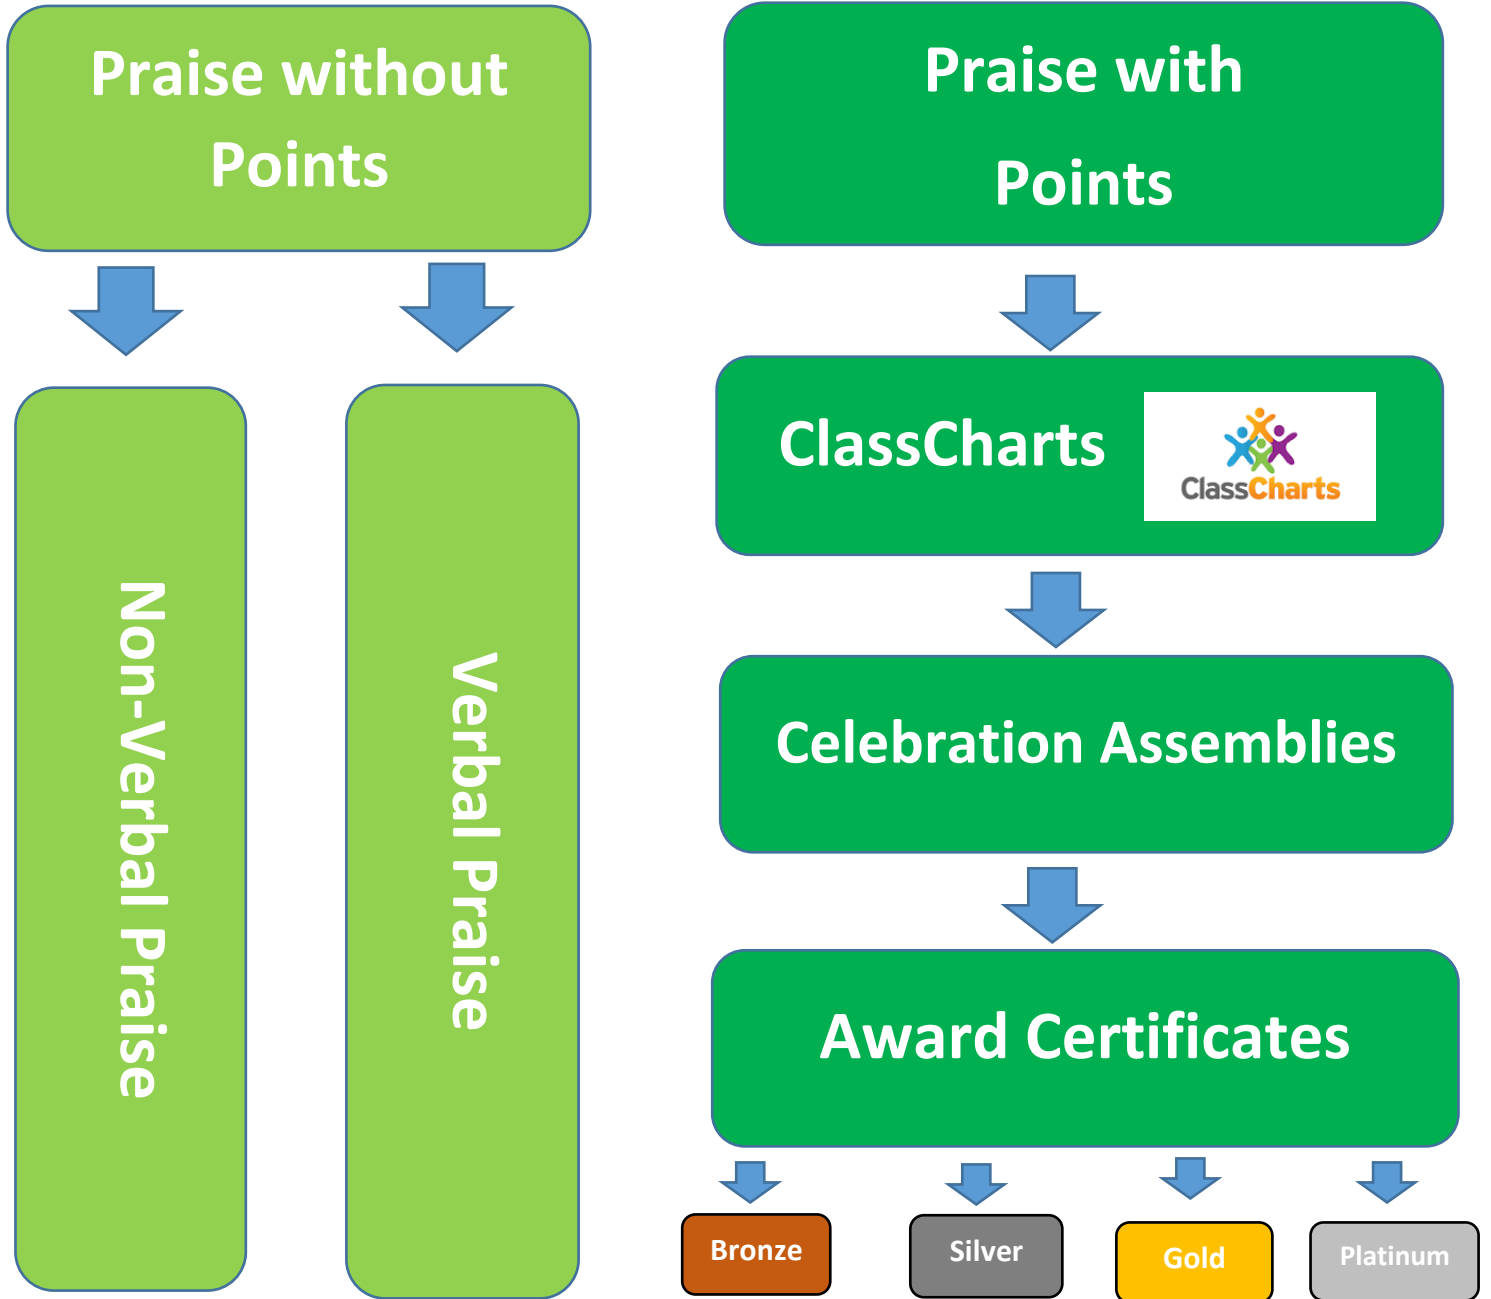 Praise without
Points
Non-Verbal Praise
Verbal Praise
Praise with
Points
ClassCharts
ClassCharts
Celebration Assemblies
Award Certificates
Bronze
Silver
Gold
Platinum